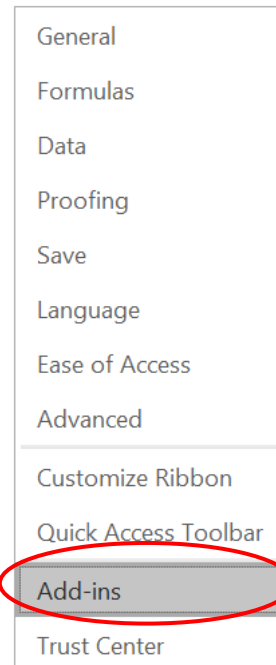 General
Formulas
Data
Proofing
Save
Language
Ease of Access
Advanced
Customize Ribbon
Quick Access Toolbar
Add-ins
Trust Center